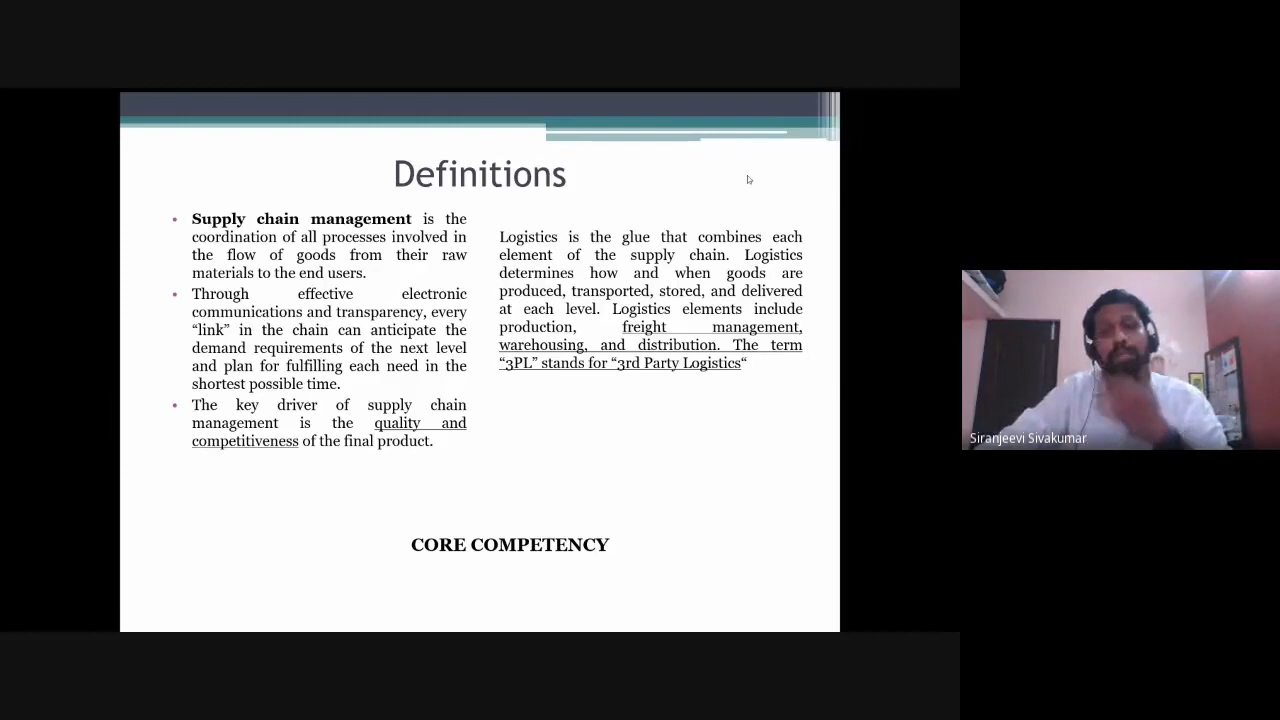 Definitions
• Supply chain management is the
coordination of all processes involved in
the flow of goods from their raw
materials to the end users.
• Through effective electronic
communications and transparency, every
“link” in the chain can anticipate the
demand requirements of the next level
and plan for fulfilling each need in the
shortest possible time.
• The key driver of supply chain
management is the quality and
competitiveness of the final product.
Logistics is the glue that combines each
element of the supply chain. Logistics
determines how and when goods are
produced, transported, stored, and delivered
at each level. Logistics elements include
production, freight management,
warehousing, and distribution. The term
“3PL” stands for “3rd Party Logistics“
CORE COMPETENCY
Siranjeevi Sivakumar